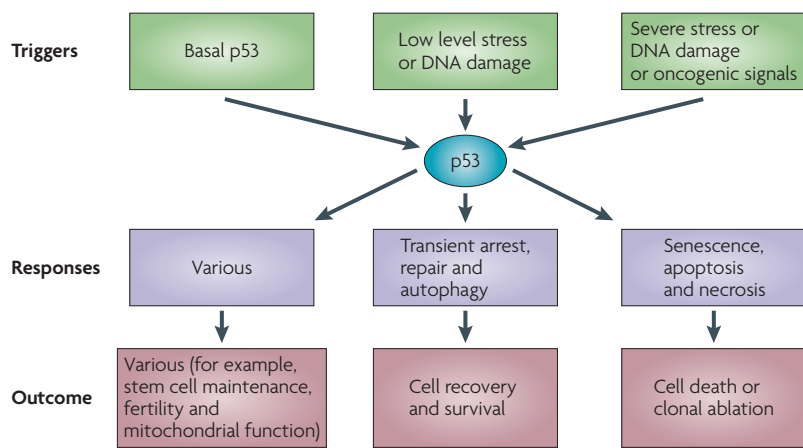 Triggers
Basal p53
Low level stress
or DNA damage
Severe stress or
DNA damage
or oncogenic signals
p53
Responses
Various
Transient arrest,
repair and
autophagy
Senescence,
apoptosis
and necrosis
Outcome
Various (for example,
stem cell maintenance,
fertility and
mitochondrial function)
Cell recovery
and survival
Cell death or
clonal ablation